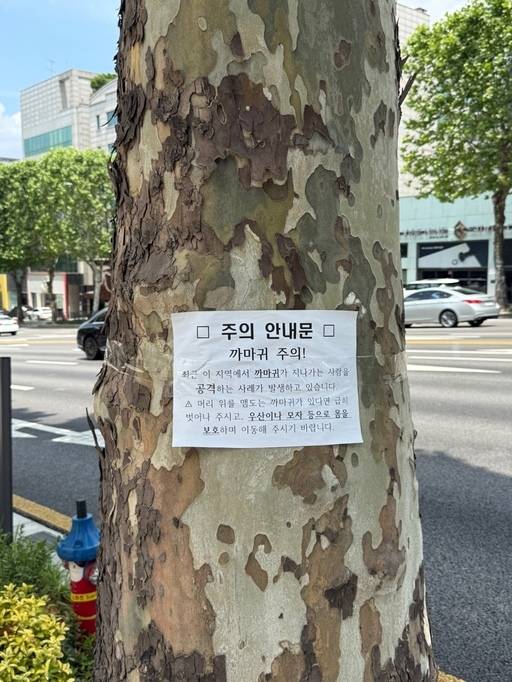 □ 주의 안내문 □
까마귀 주의!
최근 이 지역에서 까마귀가 지나가는 사람을
공격하는 사례가 발생하고 있습니다
⚠ 머리 위를 맴도는 까마귀가 있다면 급히
벗어나 주시고, 우산이나 모자 등으로 몸을
보호하며 이동해 주시기 바랍니다.